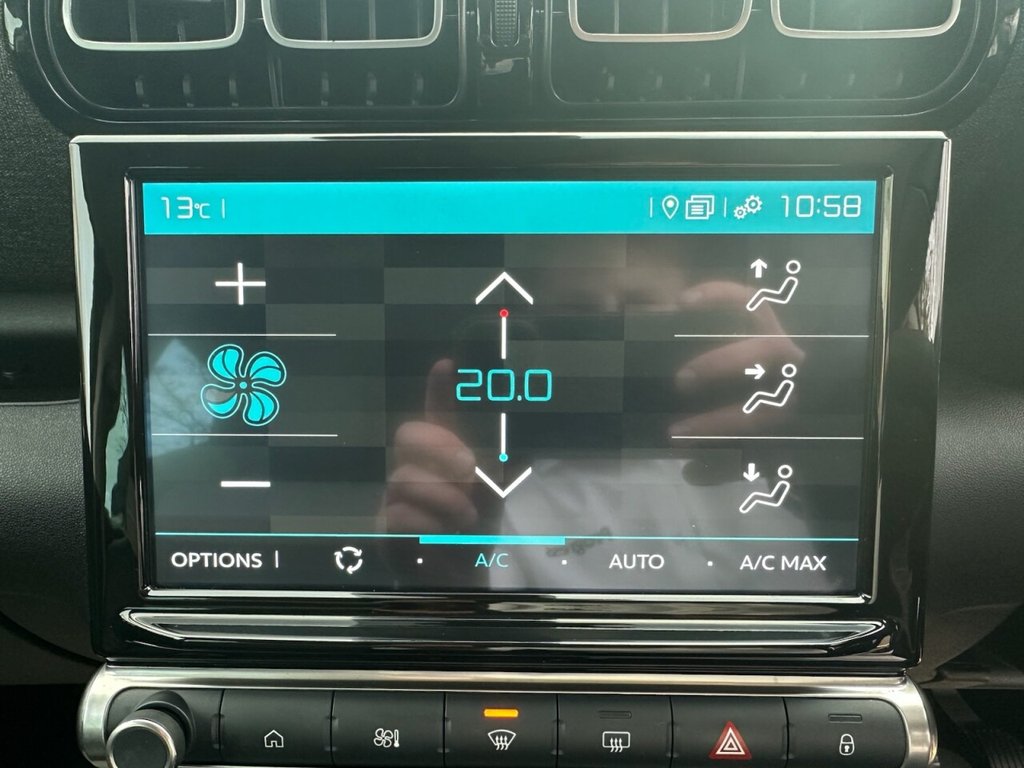 13°C 10:58
20.0
OPTIONS A/C AUTO A/C MAX